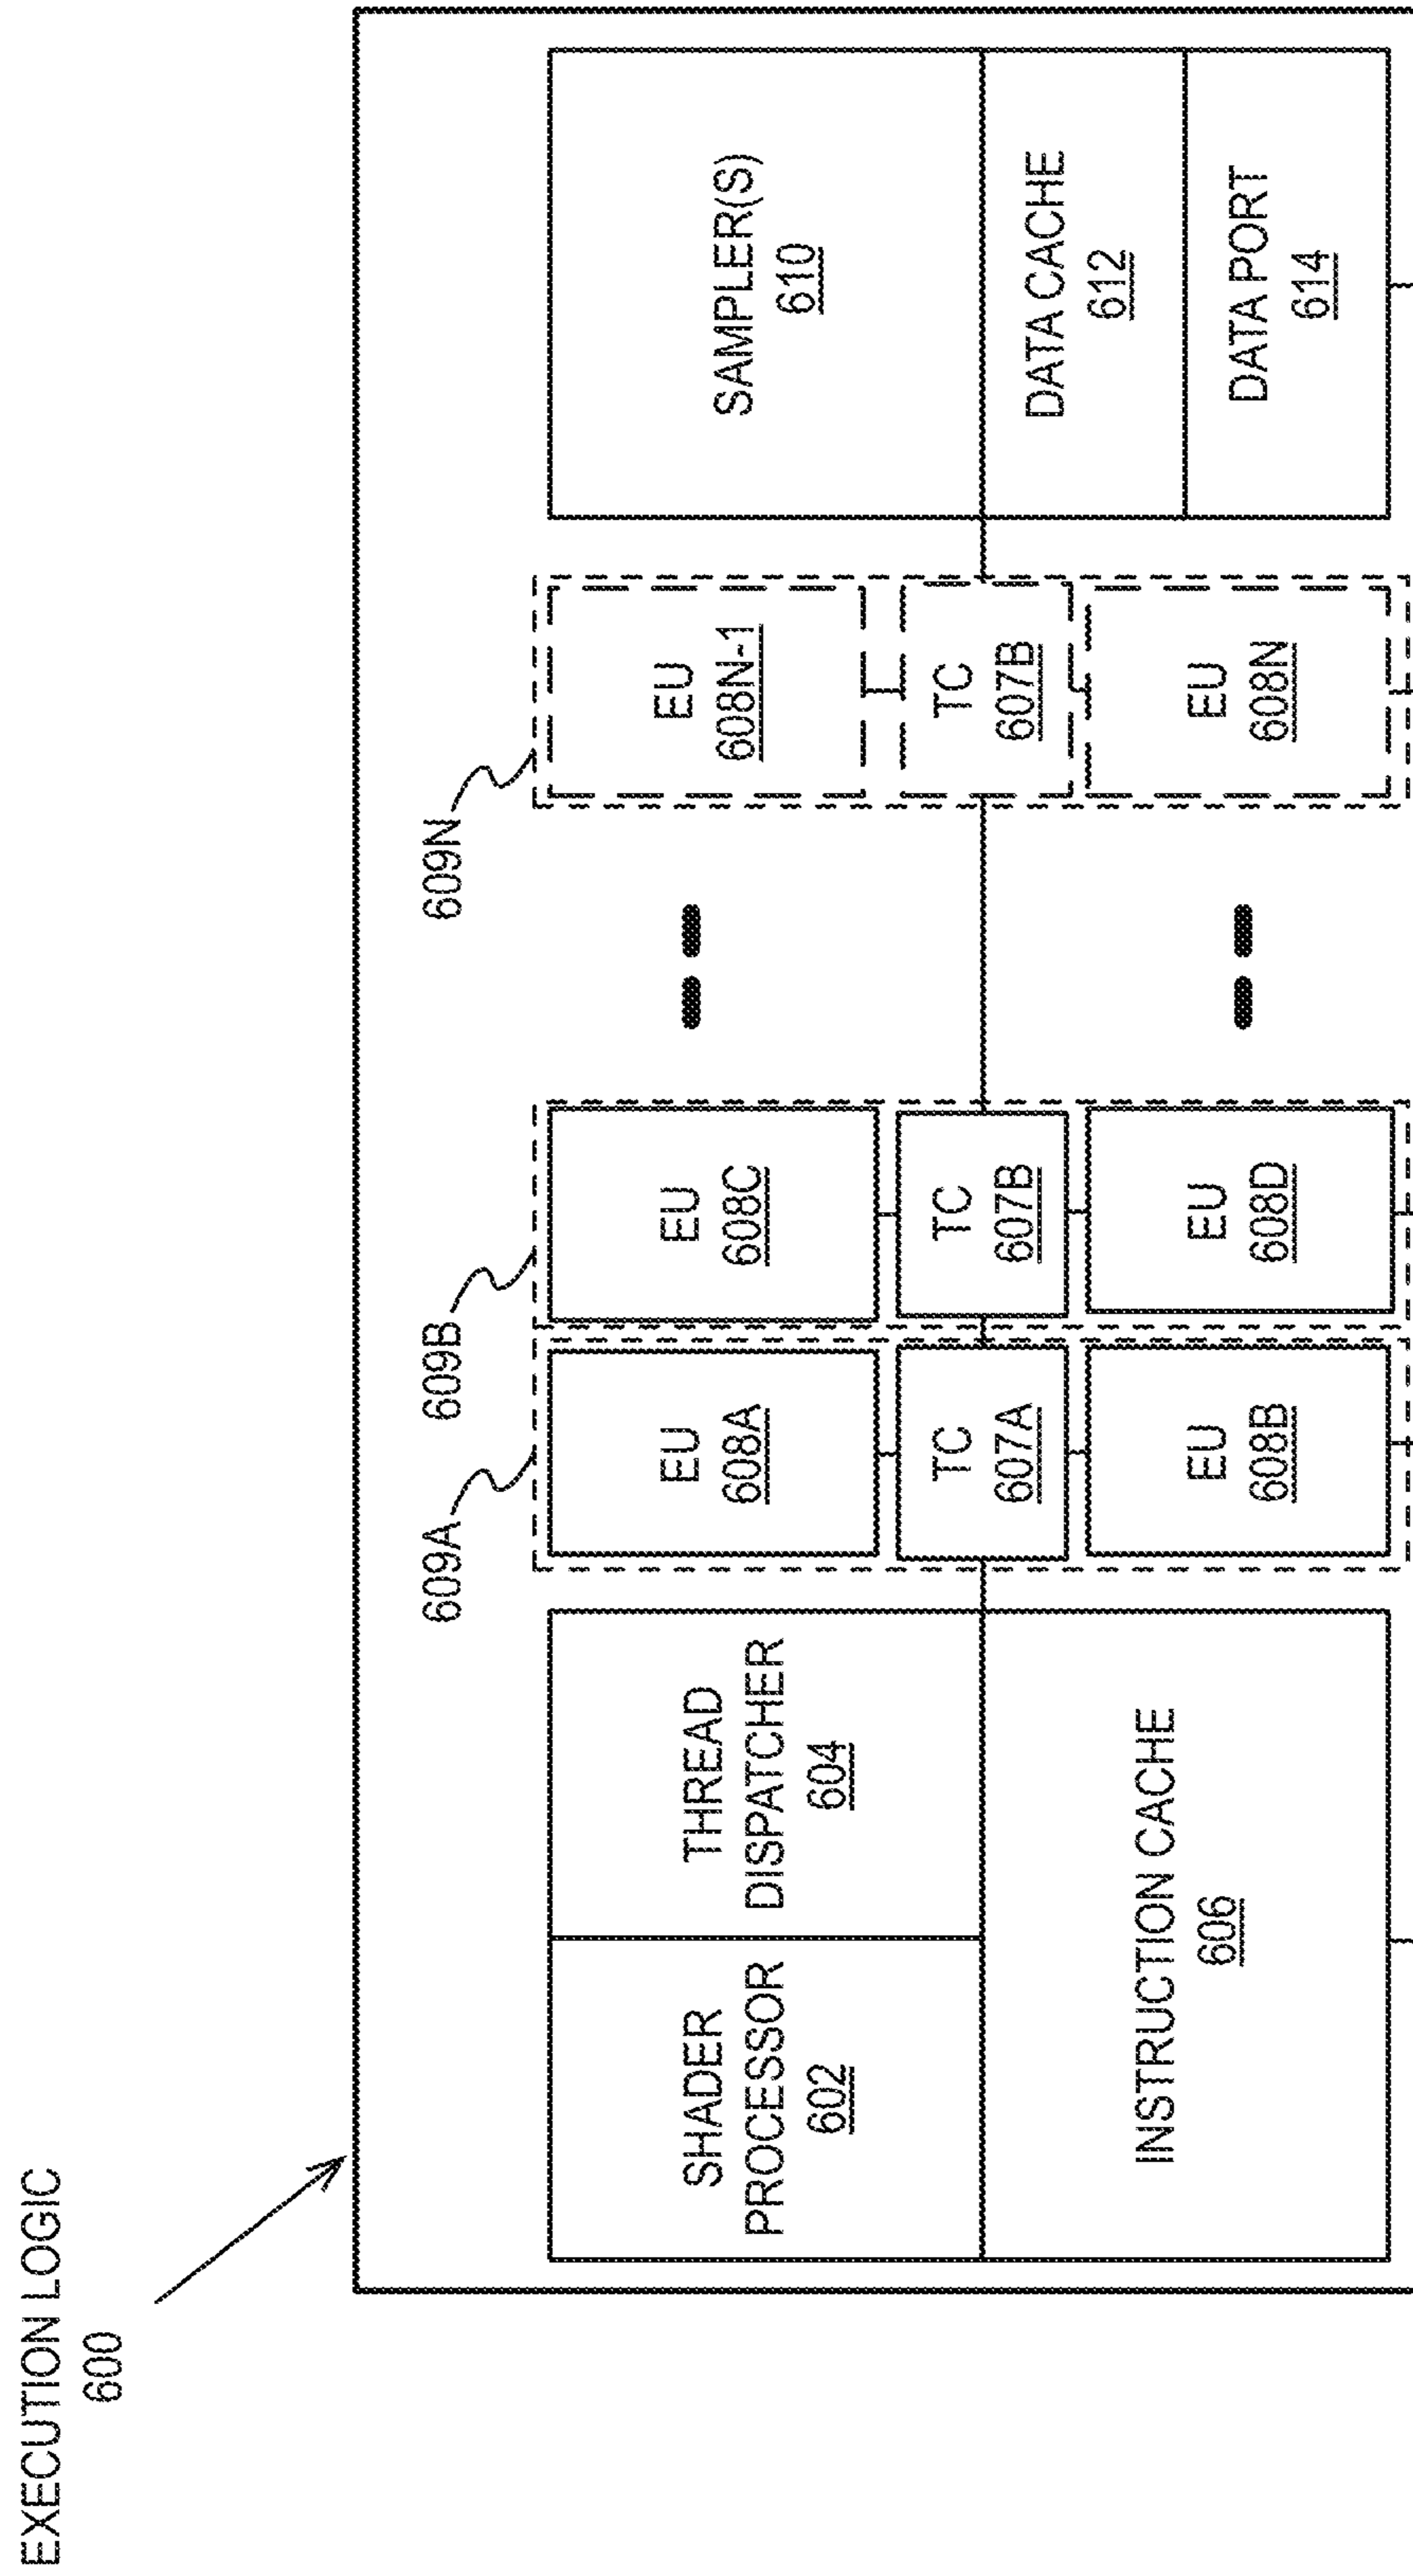 EXECUTION LOGIC
600
609A
609B
609N
SHADER
PROCESSOR
602
THREAD
DISPATCHER
604
INSTRUCTION CACHE
606
EU
608A
TC
607A
EU
608B
EU
608C
TC
607B
EU
608D
EU
608N-1
TC
607B
EU
608N
SAMPLER(S)
610
DATA CACHE
612
DATA PORT
614